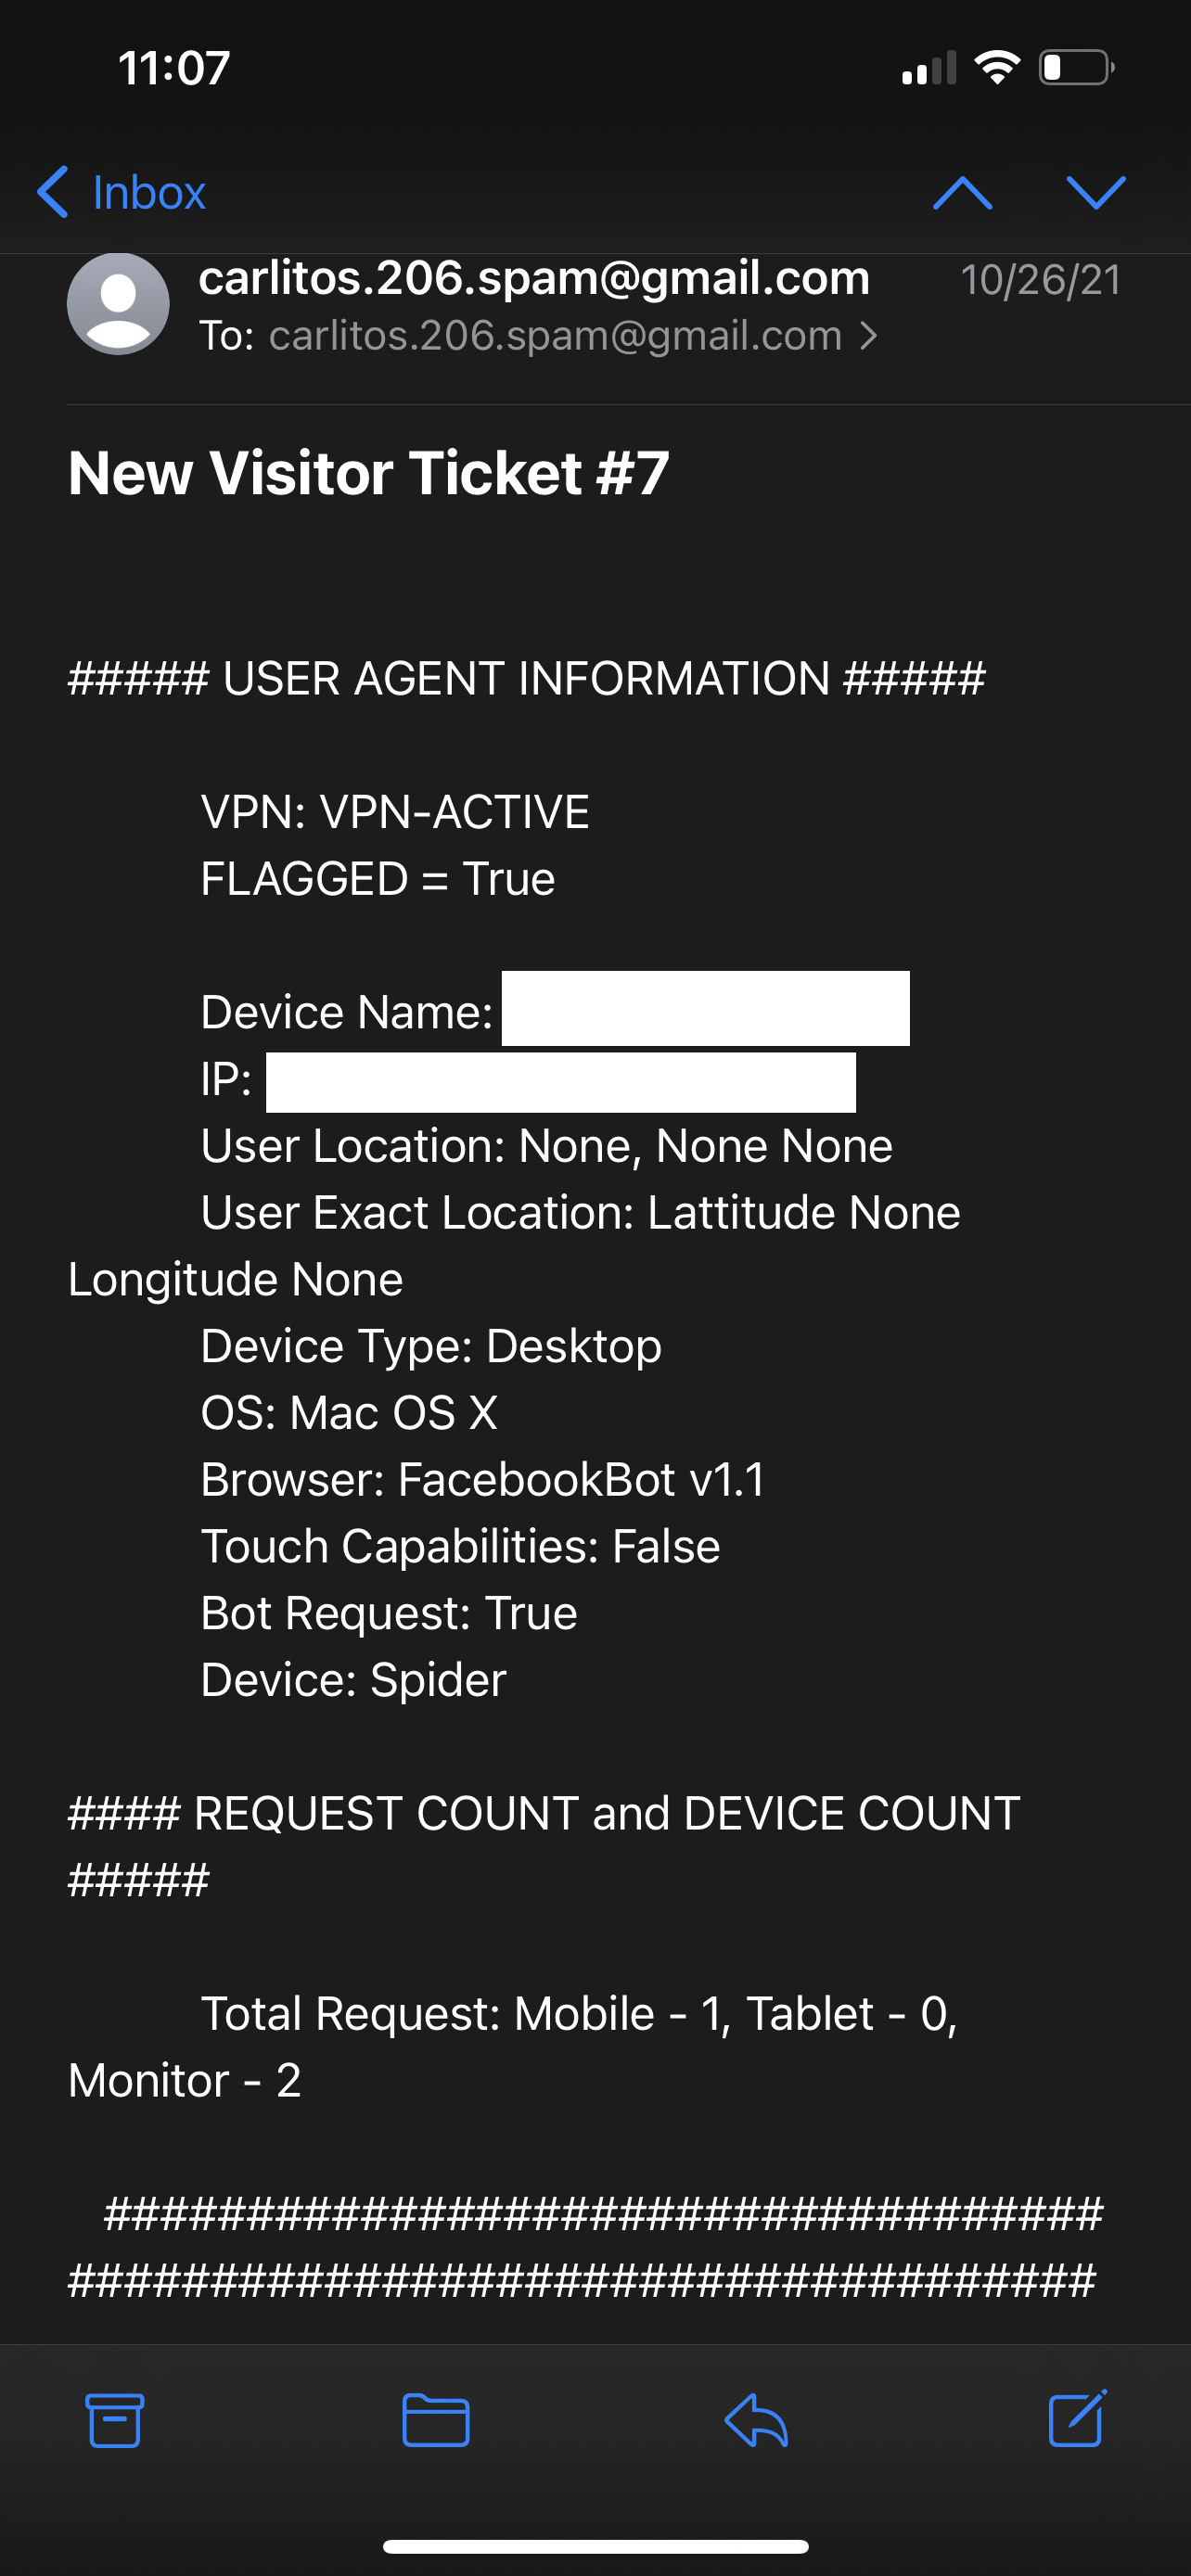 11:07
Inbox
carlitos.206.spam@gmail.com 10/26/21
To: carlitos.206.spam@gmail.com
New Visitor Ticket #7
##### USER AGENT INFORMATION #####
VPN: VPN-ACTIVE
FLAGGED = True
Device Name:
IP:
User Location: None, None None
User Exact Location: Lattitude None
Longitude None
Device Type: Desktop
OS: Mac OS X
Browser: FacebookBot v1.1
Touch Capabilities: False
Bot Request: True
Device: Spider
#### REQUEST COUNT and DEVICE COUNT
#####
Total Request: Mobile - 1, Tablet - 0,
Monitor - 2
###################################
####################################